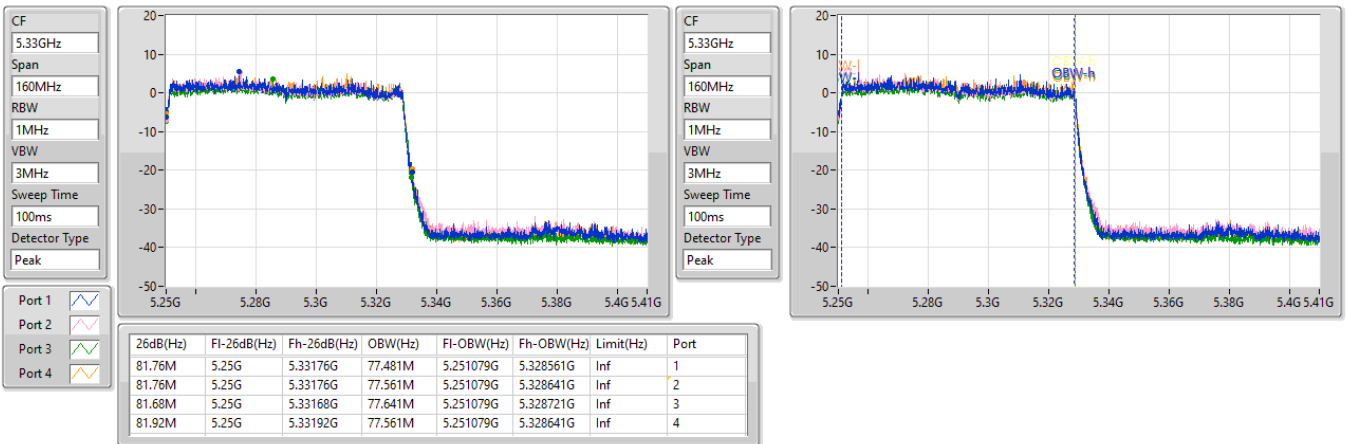 CF
5.33GHz
Span
160MHz
RBW
1MHz
VBW
3MHz
Sweep Time
100ms
Detector Type
Peak
Port 1
Port 2
Port 3
Port 4
20
10
0
-10
-20
-30
-40
-50
5.25G 5.28G 5.3G 5.32G 5.34G 5.36G 5.38G 5.4G 5.41G
CF
5.33GHz
Span
160MHz
RBW
1MHz
VBW
3MHz
Sweep Time
100ms
Detector Type
Peak
20
10
0
-10
-20
-30
-40
-50
OBW-h
5.25G 5.28G 5.3G 5.32G 5.34G 5.36G 5.38G 5.4G 5.41G
26dB(Hz) Fl-26dB(Hz) Fh-26dB(Hz) OBW(Hz) Fl-OBW(Hz) Fh-OBW(Hz) Limit(Hz) Port
81.76M 5.25G 5.33176G 77.481M 5.251079G 5.328561G Inf 1
81.76M 5.25G 5.33176G 77.561M 5.251079G 5.328641G Inf 2
81.68M 5.25G 5.33168G 77.641M 5.251079G 5.328721G Inf 3
81.92M 5.25G 5.33192G 77.561M 5.251079G 5.328641G Inf 4